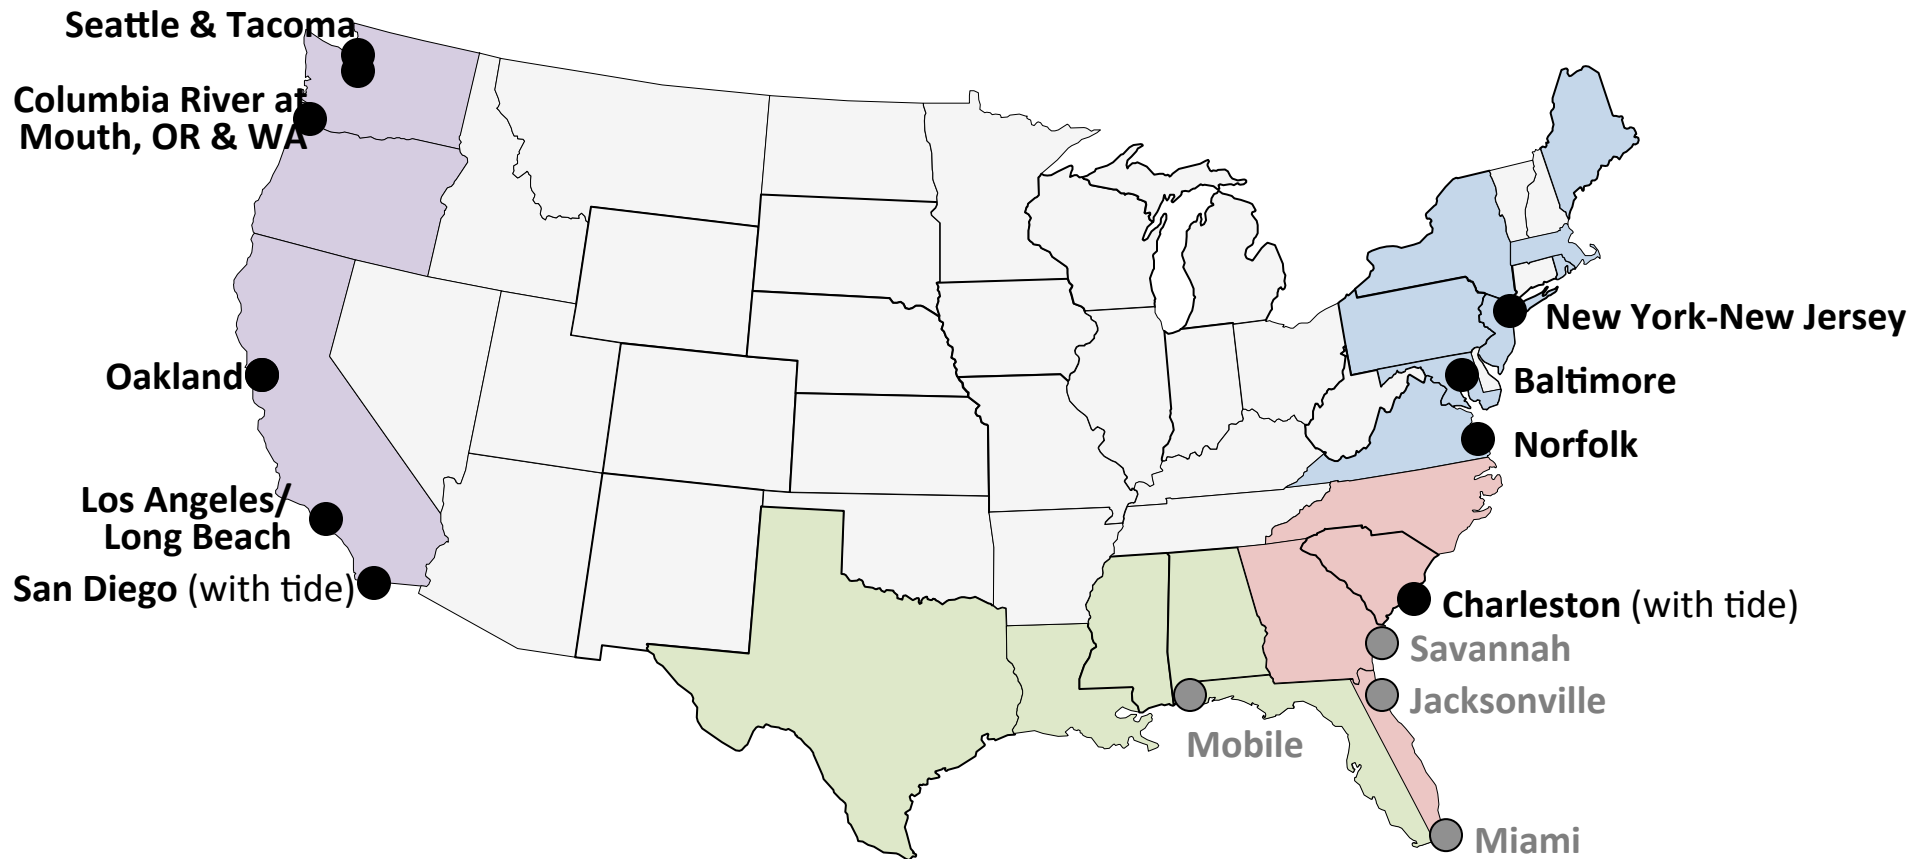 Seattle & Tacoma
Columbia River at
Mouth, OR & WA
Oakland
Los Angeles/
Long Beach
San Diego (with tide)
New York-New Jersey
Baltimore
Norfolk
Charleston (with tide)
Savannah
Jacksonville
Mobile
Miami